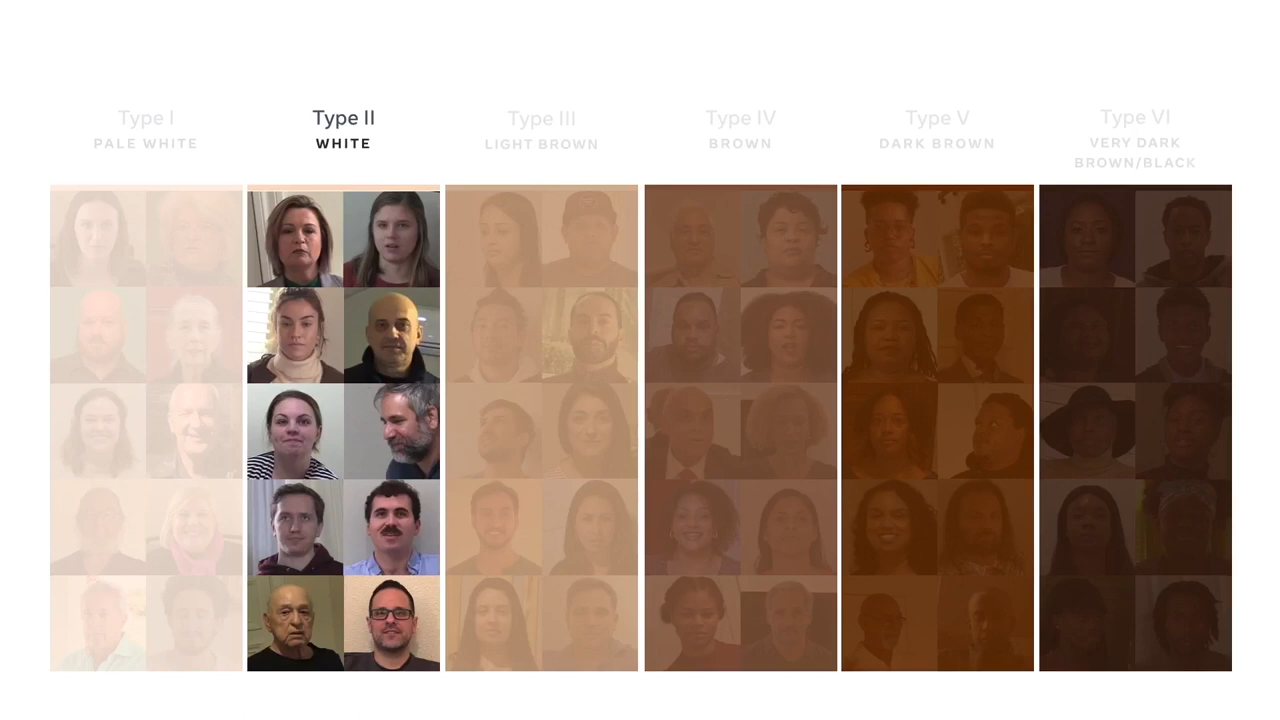 Type I
PALE WHITE
Type II
WHITE
Type III
LIGHT BROWN
Type IV
BROWN
Type V
DARK BROWN
Type VI
VERY DARK
BROWN/BLACK